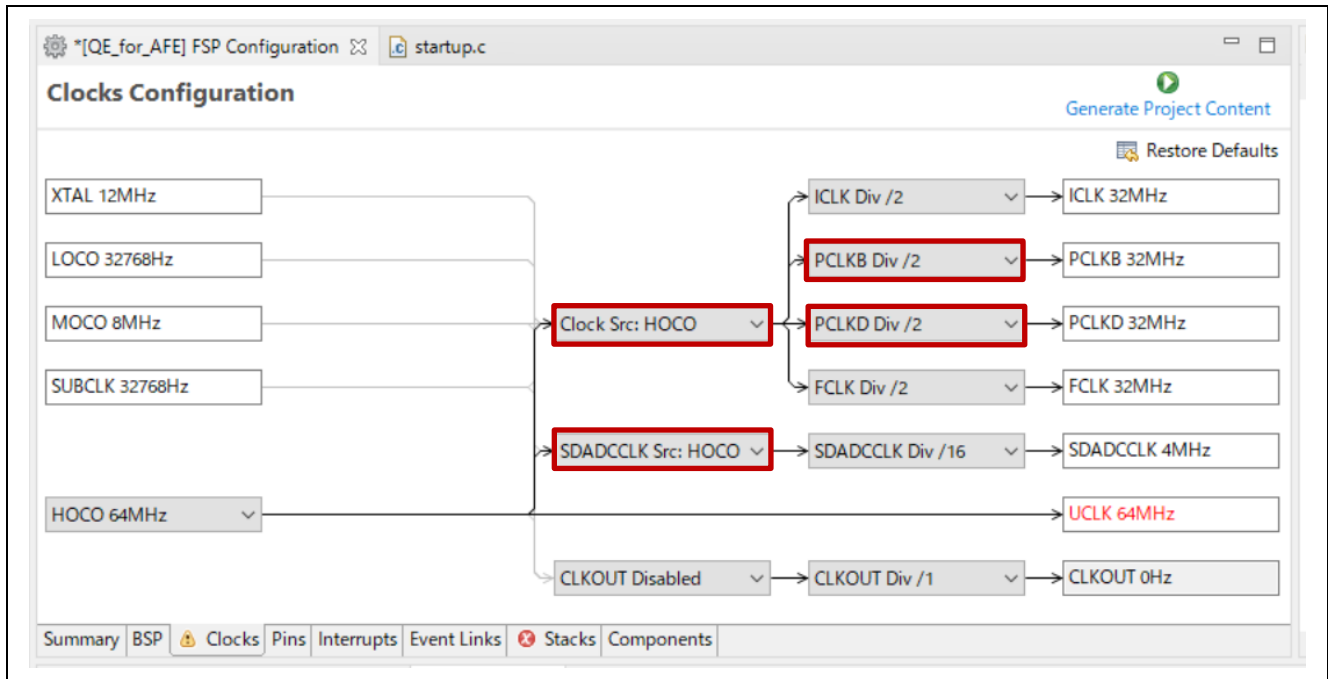 *[QE_for_AFE] FSP Configuration startup.c
Clocks Configuration
Generate Project Content
Restore Defaults
XTAL 12MHz ICLK Div /2 ICLK 32MHz
LOCO 32768Hz PCLKB Div /2 PCLKB 32MHz
MOCO 8MHz Clock Src: HOCO PCLKD Div /2 PCLKD 32MHz
SUBCLK 32768Hz FCLK Div /2 FCLK 32MHz
SDADCCLK Src: HOCO SDADCCLK Div /16 SDADCCLK 4MHz
HOCO 64MHz UCLK 64MHz
CLKOUT Disabled CLKOUT Div /1 CLKOUT 0Hz
Summary BSP Clocks Pins Interrupts Event Links Stacks Components